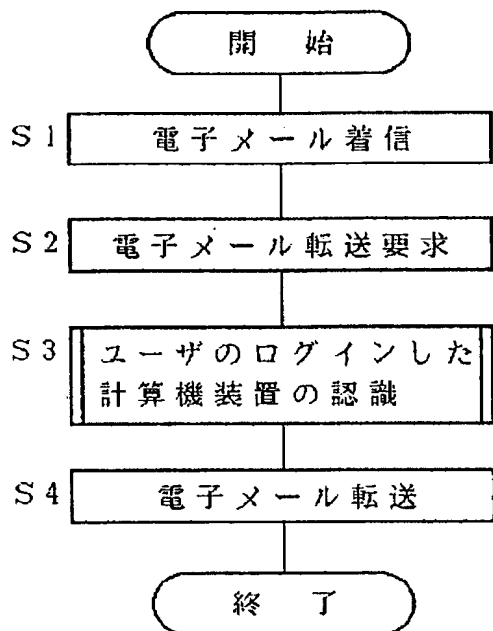 開 始
S1 電子メール着信
S2 電子メール転送要求
S3 ユーザのログインした
計算機装置の認識
S4 電子メール転送
終 了